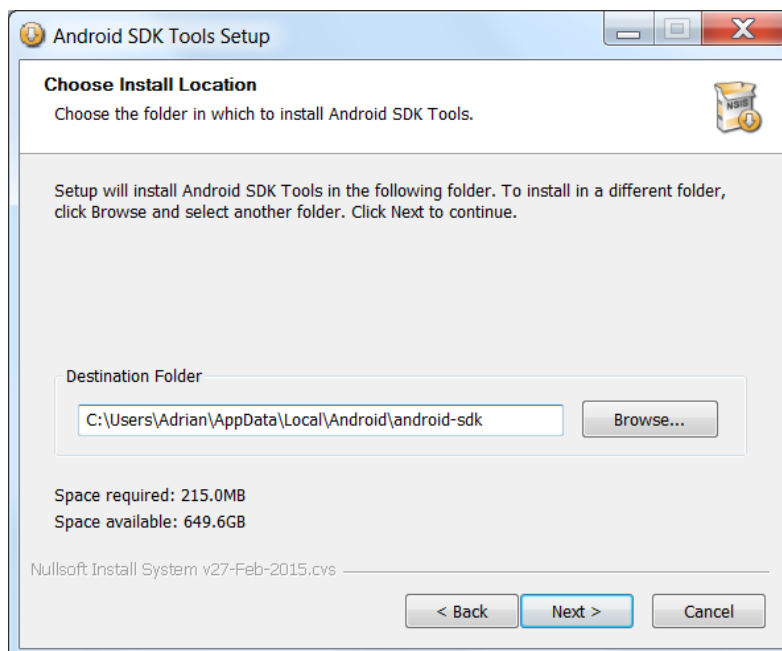 Android SDK Tools Setup
Choose Install Location
Choose the folder in which to install Android SDK Tools.
NSIS
Setup will install Android SDK Tools in the following folder. To install in a different folder,
click Browse and select another folder. Click Next to continue.
Destination Folder
C:\Users\Adrian\AppData\Local\Android\android-sdk
Browse...
Space required: 215.0MB
Space available: 649.6GB
Nullsoft Install System v27-Feb-2015.cvs
< Back
Next >
Cancel